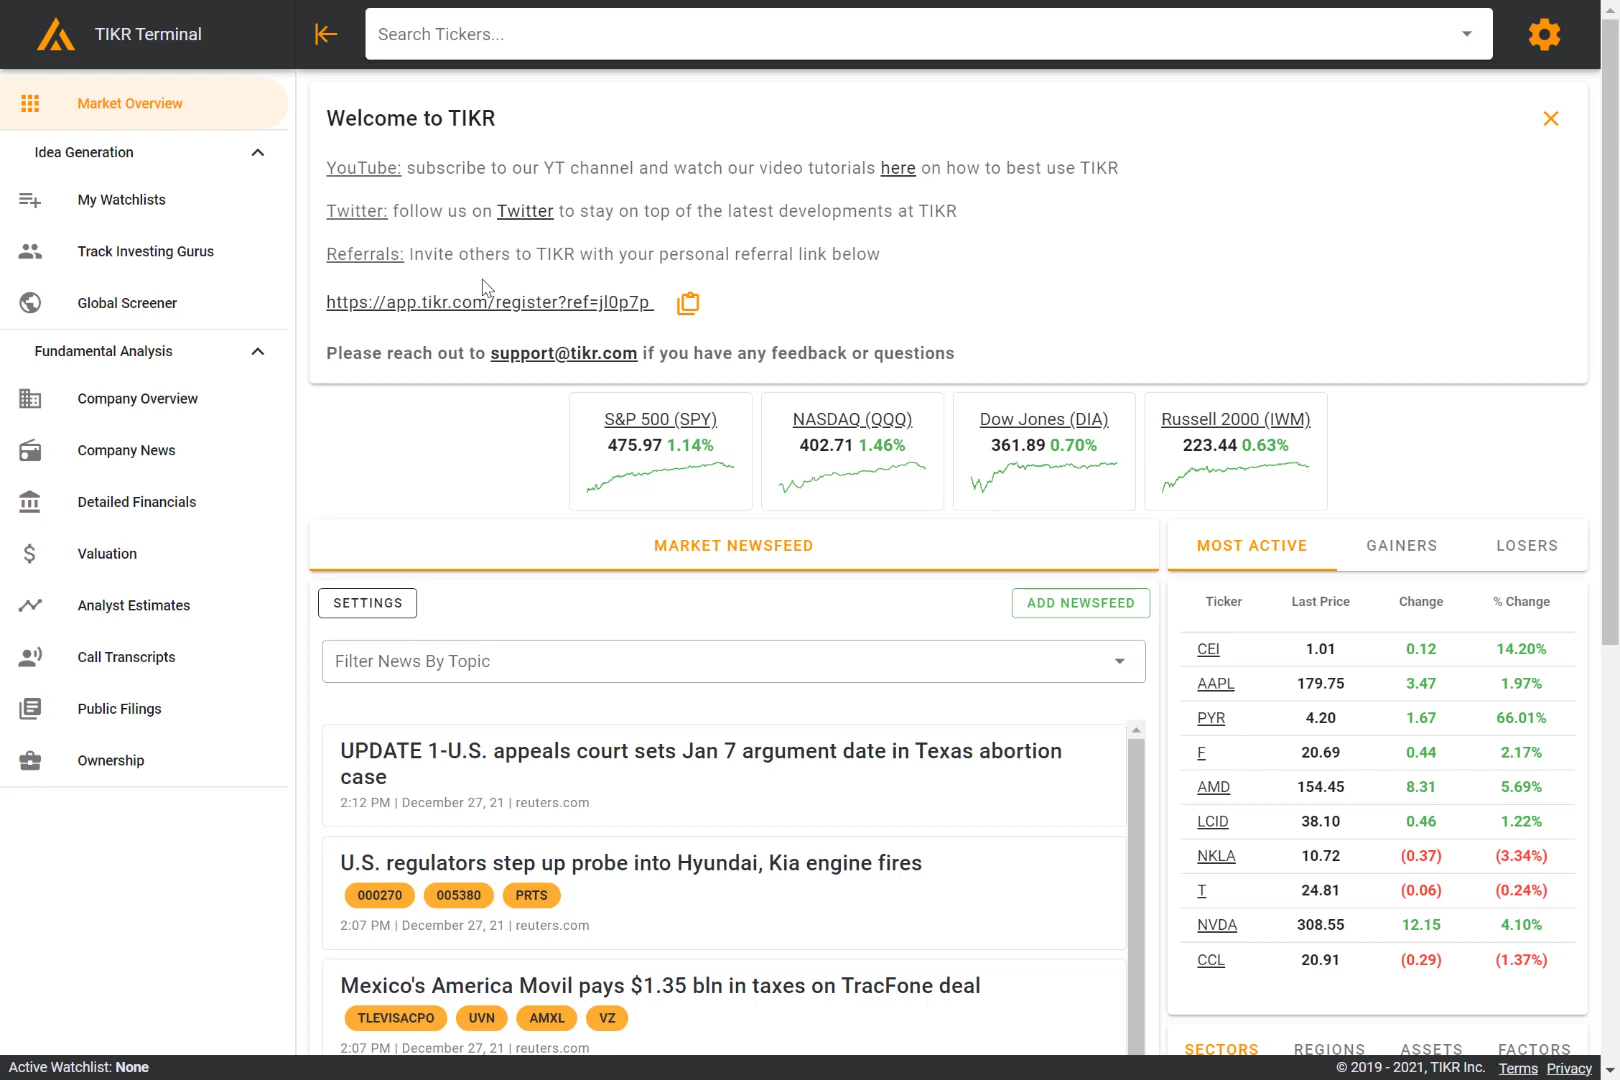 TIKR Terminal
Search Tickers...
Market Overview
Idea Generation
My Watchlists
Track Investing Gurus
Global Screener
Fundamental Analysis
Company Overview
Company News
Detailed Financials
Valuation
Analyst Estimates
Call Transcripts
Public Filings
Ownership
Welcome to TIKR
YouTube: subscribe to our YT channel and watch our video tutorials here on how to best use TIKR
Twitter: follow us on Twitter to stay on top of the latest developments at TIKR
Referrals: Invite others to TIKR with your personal referral link below
https://app.tikr.com/register?ref=jl0p7p
Please reach out to support@tikr.com if you have any feedback or questions
S&P 500 (SPY)
475.97 1.14%
NASDAQ (QQQ)
402.71 1.46%
Dow Jones (DIA)
361.89 0.70%
Russell 2000 (IWM)
223.44 0.63%
MARKET NEWSFEED
SETTINGS
ADD NEWSFEED
Filter News By Topic
UPDATE 1-U.S. appeals court sets Jan 7 argument date in Texas abortion
case
2:12 PM | December 27, 21 | reuters.com
U.S. regulators step up probe into Hyundai, Kia engine fires
000270 005380 PRTS
2:07 PM | December 27, 21 | reuters.com
Mexico's America Movil pays $1.35 bln in taxes on TracFone deal
TLEVISACPO UVN AMXL VZ
2:07 PM | December 27, 21 | reuters.com
MOST ACTIVE GAINERS LOSERS
Ticker Last Price Change % Change
CEI 1.01 0.12 14.20%
AAPL 179.75 3.47 1.97%
PYR 4.20 1.67 66.01%
F 20.69 0.44 2.17%
AMD 154.45 8.31 5.69%
LCID 38.10 0.46 1.22%
NKLA 10.72 (0.37) (3.34%)
T 24.81 (0.06) (0.24%)
NVDA 308.55 12.15 4.10%
CCL 20.91 (0.29) (1.37%)
SECTORS REGIONS ASSETS FACTORS
Active Watchlist: None
© 2019 - 2021, TIKR Inc. Terms Privacy